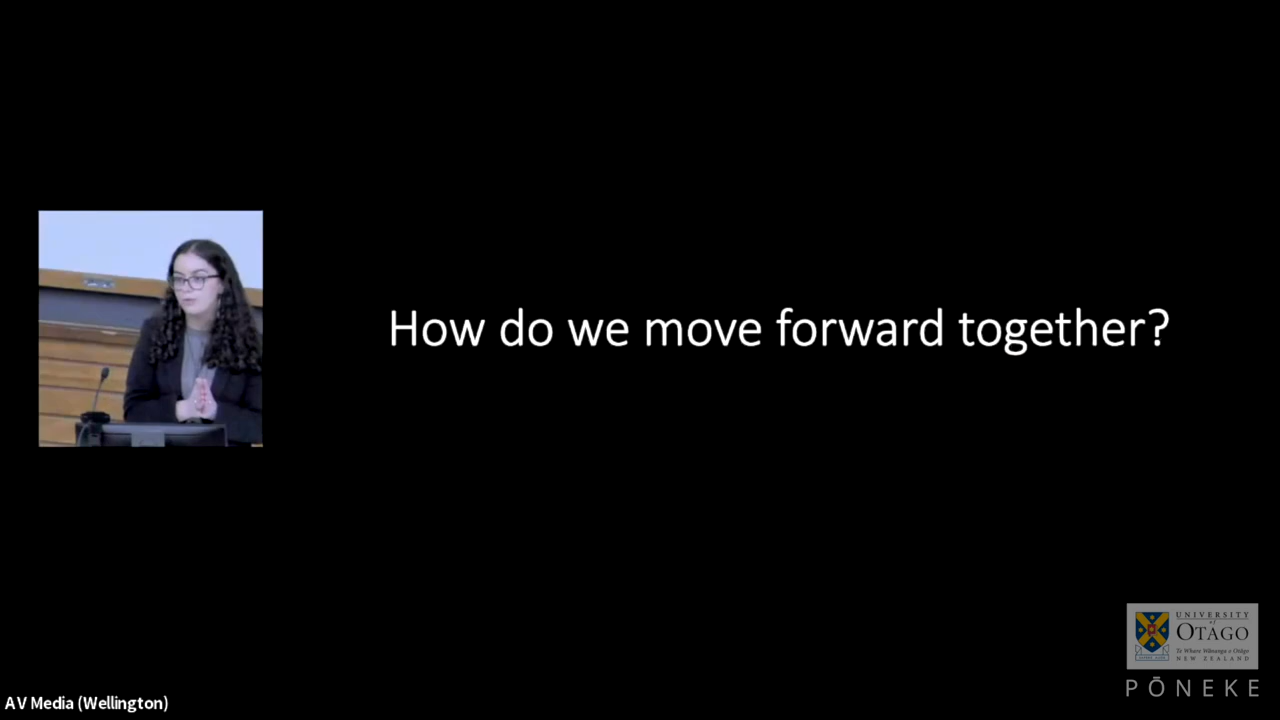 How do we move forward together?
UNIVERSITY
of
OTAGO
Te Whare Wānanga o Otāgo
NEW ZEALAND
PŌNEKE
AV Media (Wellington)